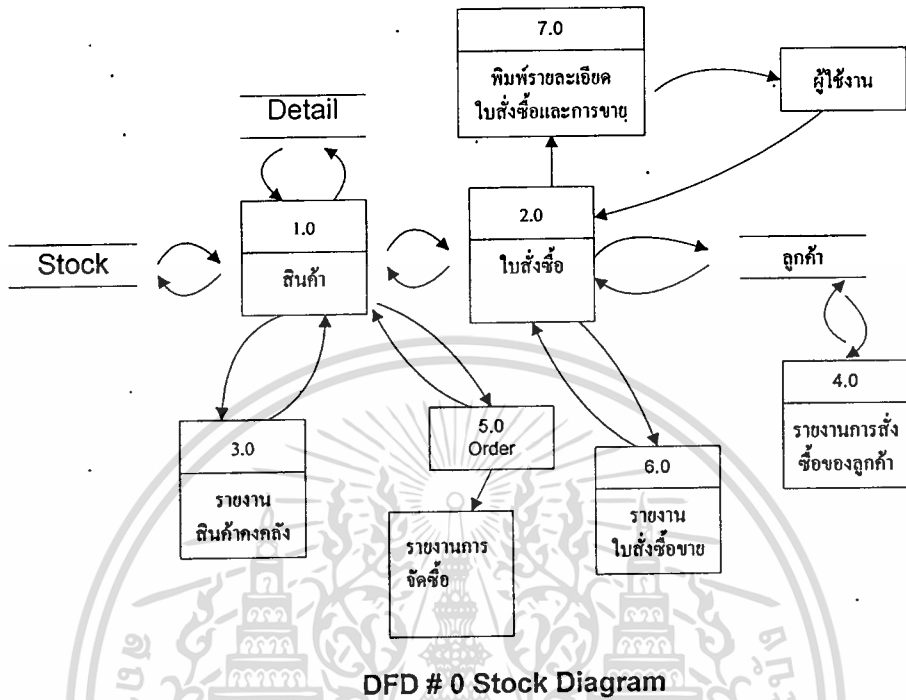 7.0
พิมพ์รายละเอียด
ใบสั่งซื้อและการขาย
ผู้ใช้งาน
Detail
1.0
สินค้า
2.0
ใบสั่งซื้อ
Stock
ลูกค้า
3.0
รายงาน
สินค้าคงคลัง
5.0
Order
รายงานการ
จัดซื้อ
6.0
รายงาน
ใบสั่งซื้อขาย
4.0
รายงานการสั่ง
ซื้อของลูกค้า
DFD # 0 Stock Diagram